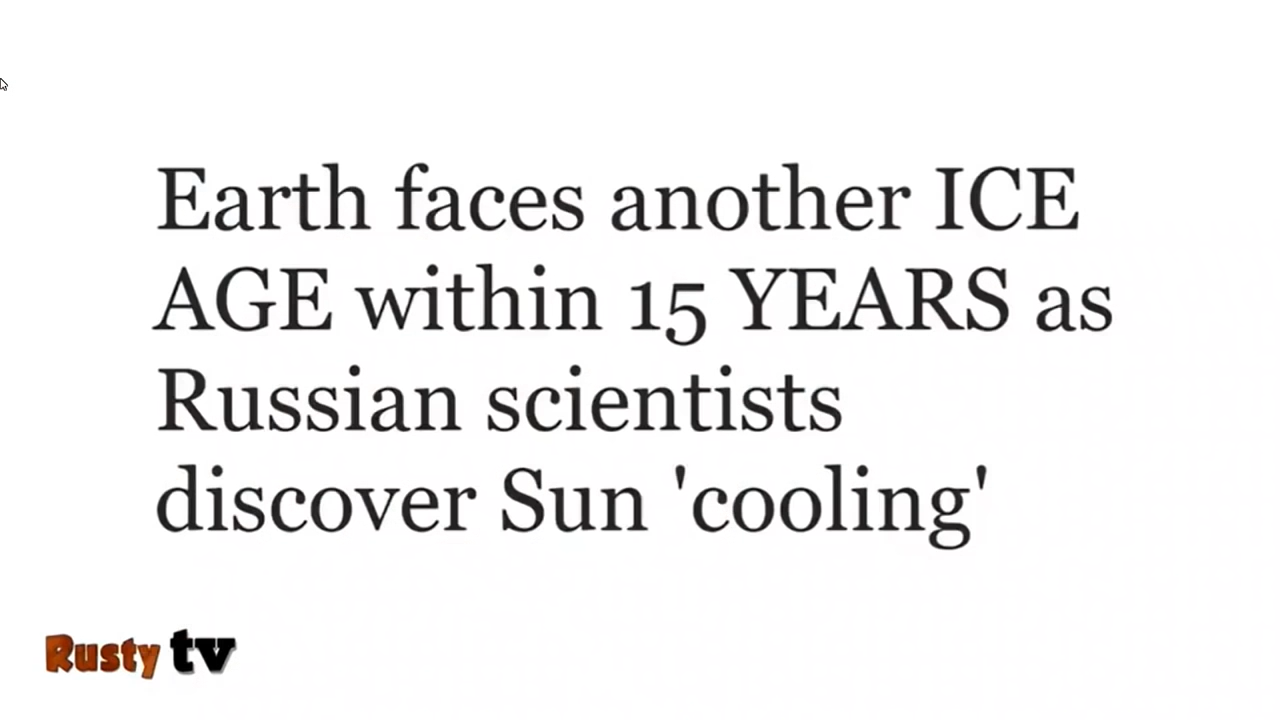 Earth faces another ICE
AGE within 15 YEARS as
Russian scientists
discover Sun 'cooling'
Rusty tv